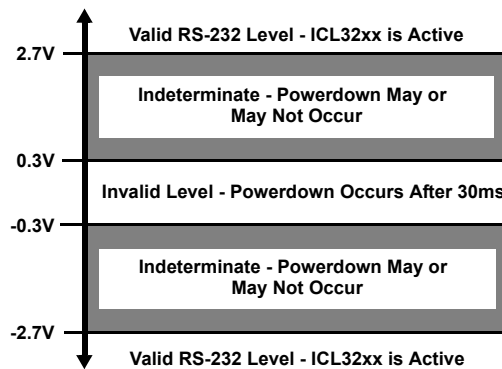 Valid RS-232 Level - ICL32xx is Active
2.7V
Indeterminate - Powerdown May or
May Not Occur
0.3V
Invalid Level - Powerdown Occurs After 30ms
-0.3V
Indeterminate - Powerdown May or
May Not Occur
-2.7V
Valid RS-232 Level - ICL32xx is Active